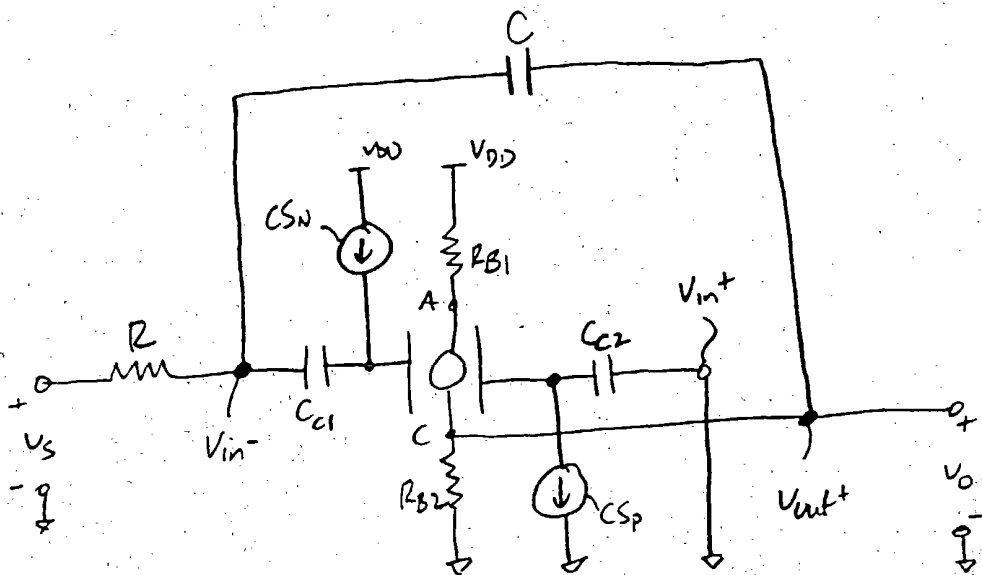 C
VDD
VDD
CSN
RB1
A
Vin+
R
CC2
+
CC1
C
+
vs
Vin-
RB2
CSP
Vout+
vo
-
-